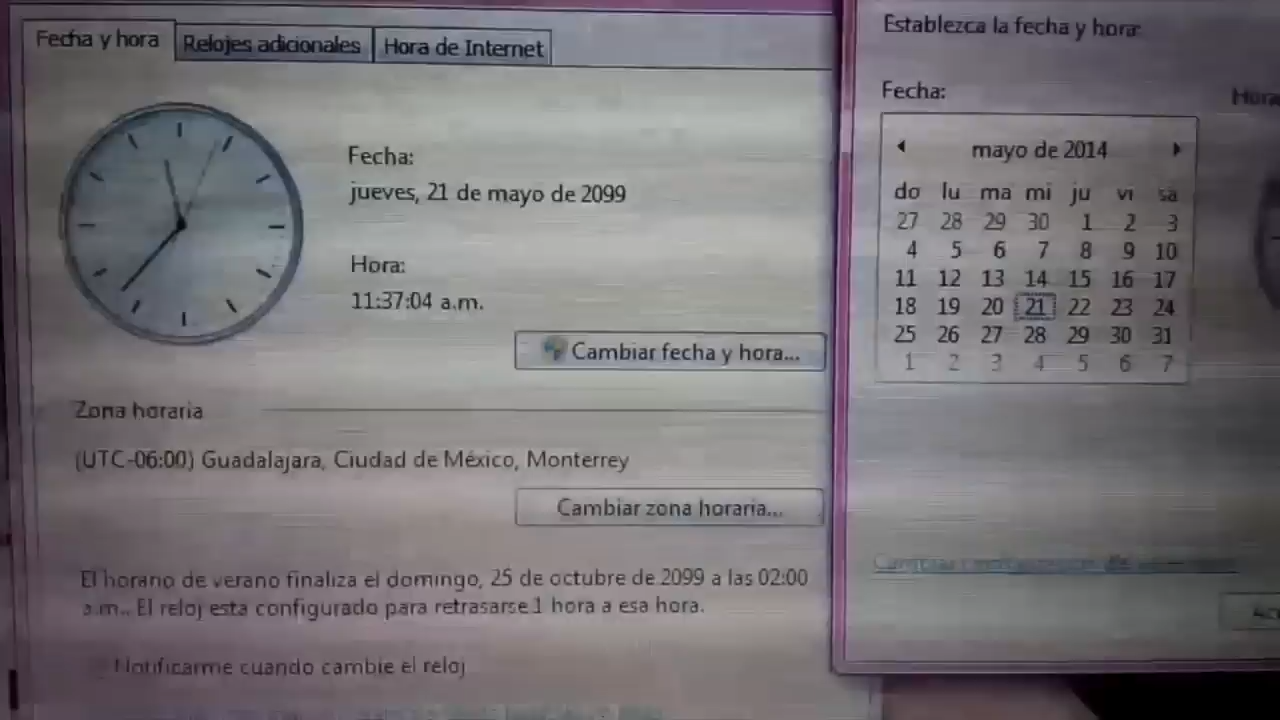 Fecha y hora
Relojes adicionales
Hora de Internet
Fecha:
jueves, 21 de mayo de 2099
Hora:
11:37:04 a.m.
Cambiar fecha y hora...
Zona horaria
(UTC-06:00) Guadalajara, Ciudad de México, Monterrey
Cambiar zona horaria...
El horario de verano finaliza el domingo, 25 de octubre de 2099 a las 02:00
a.m.. El reloj esta configurado para retrasarse 1 hora a esa hora.
Notificarme cuando cambie el reloj
Establezca la fecha y hora:
Fecha:
Hora
mayo de 2014
do lu ma mi ju vi sa
27 28 29 30 1 2 3
4 5 6 7 8 9 10
11 12 13 14 15 16 17
18 19 20 21 22 23 24
25 26 27 28 29 30 31
1 2 3 4 5 6 7